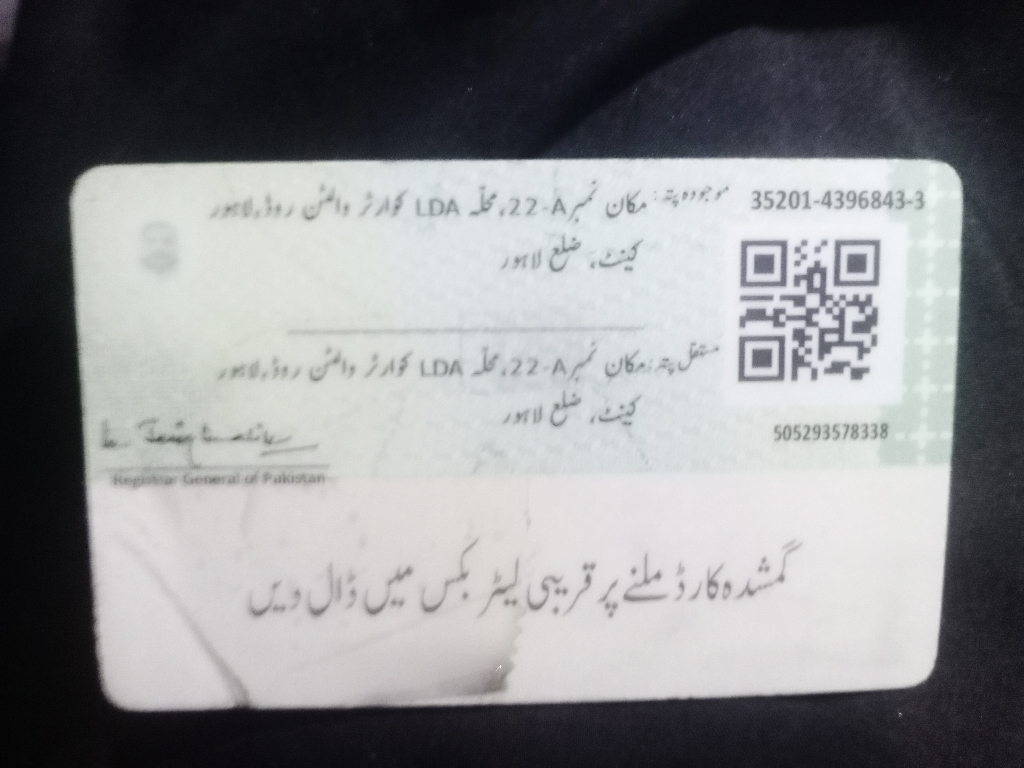 35201-4396843-3
موجودہ پتہ: مکان نمبر 22-A، محلہ LDA کوارٹر والٹن روڈ، لاہور
کینٹ، ضلع لاہور
مستقل پتہ: مکان نمبر 22-A، محلہ LDA کوارٹر والٹن روڈ، لاہور
کینٹ، ضلع لاہور
505293578338
Registrar General of Pakistan
گمشدہ کارڈ ملنے پر قریبی لیٹر بکس میں ڈال دیں